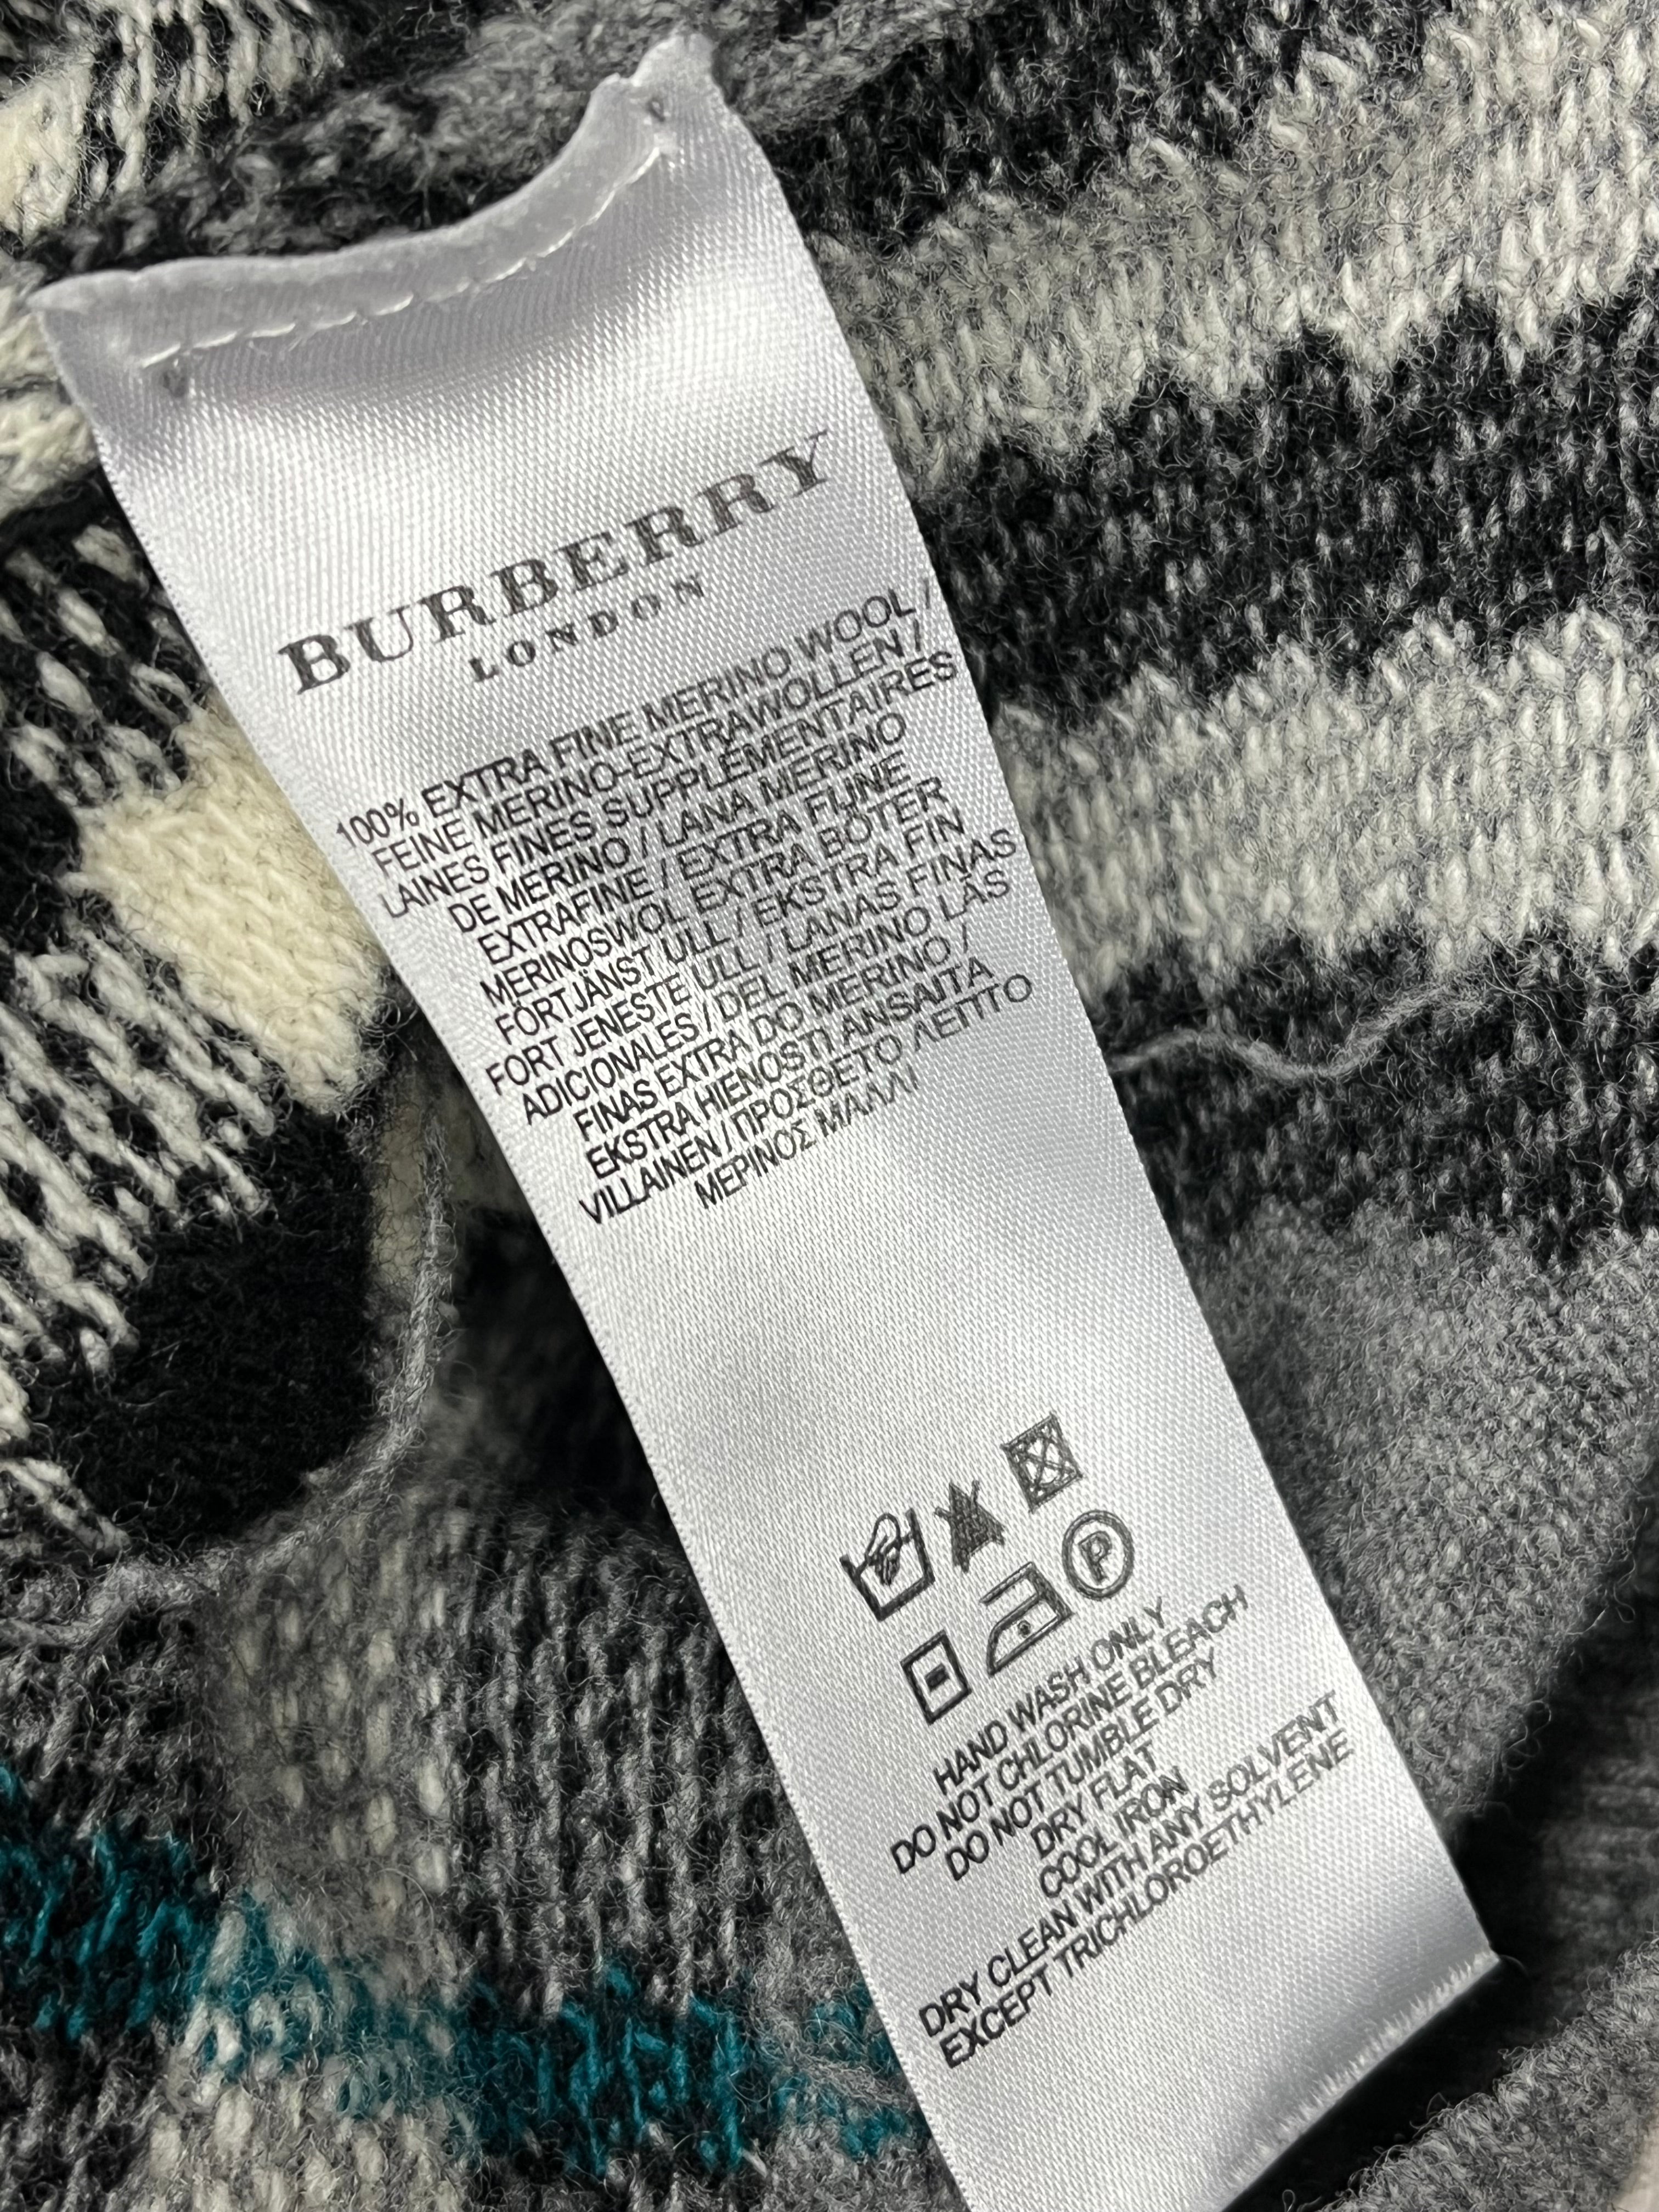 BURBERRY
LONDON
100% EXTRA FINE MERINO WOOL /
FEINE MERINO-EXTRAWOLLEN /
LAINES FINES SUPPLÉMENTAIRES
DE MERINO / LANA MERINO
EXTRAFINE / EXTRA FIJNE
MERINOSWOL EXTRA BÖTER
FÖRTJÄNST ULL / EKSTRA FIN
FORT JENESTE ULL / LANAS FINAS
ADICIONALES / DEL MERINO LÃS
FINAS EXTRA DO MERINO /
EKSTRA HIENOSTI ANSAITA
VILLAINEN / ΠΡΟΣΘΕΤΟ ΛΕΠΤΟ
ΜΕΡΙΝΟΣ ΜΑΛΛΙ
P
HAND WASH ONLY
DO NOT CHLORINE BLEACH
DO NOT TUMBLE DRY
DRY FLAT
COOL IRON
DRY CLEAN WITH ANY SOLVENT
EXCEPT TRICHLOROETHYLENE